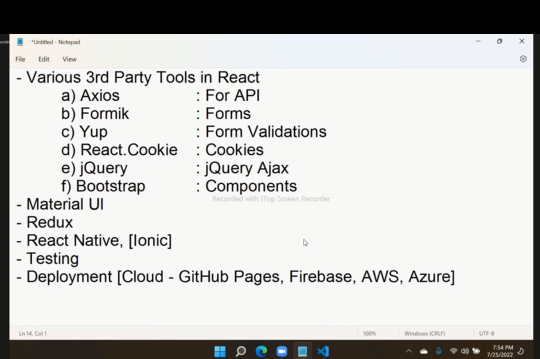 *Untitled - Notepad
File Edit View
- Various 3rd Party Tools in React
a) Axios : For API
b) Formik : Forms
c) Yup : Form Validations
d) React.Cookie : Cookies
e) jQuery : jQuery Ajax
f) Bootstrap : Components
Recorded with iTop Screen Recorder
- Material UI
- Redux
- React Native, [Ionic]
- Testing
- Deployment [Cloud - GitHub Pages, Firebase, AWS, Azure]
Ln 14, Col 1 100% Windows (CRLF) UTF-8
7:54 PM
7/25/2022